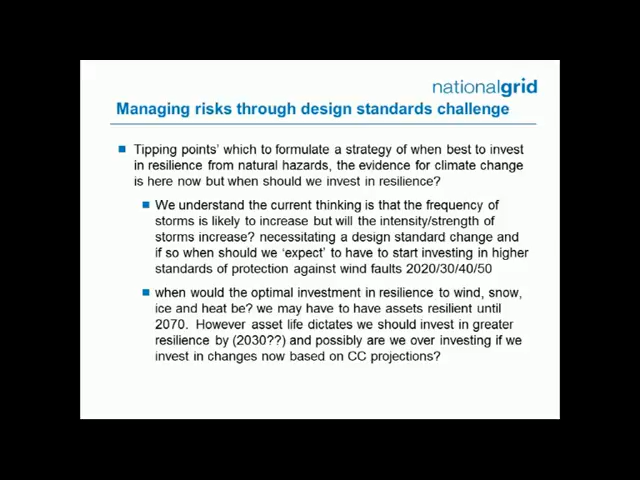 nationalgrid
Managing risks through design standards challenge
Tipping points' which to formulate a strategy of when best to invest
in resilience from natural hazards, the evidence for climate change
is here now but when should we invest in resilience?
We understand the current thinking is that the frequency of
storms is likely to increase but will the intensity/strength of
storms increase? necessitating a design standard change and
if so when should we ‘expect’ to have to start investing in higher
standards of protection against wind faults 2020/30/40/50
when would the optimal investment in resilience to wind, snow,
ice and heat be? we may have to have assets resilient until
2070. However asset life dictates we should invest in greater
resilience by (2030??) and possibly are we over investing if we
invest in changes now based on CC projections?